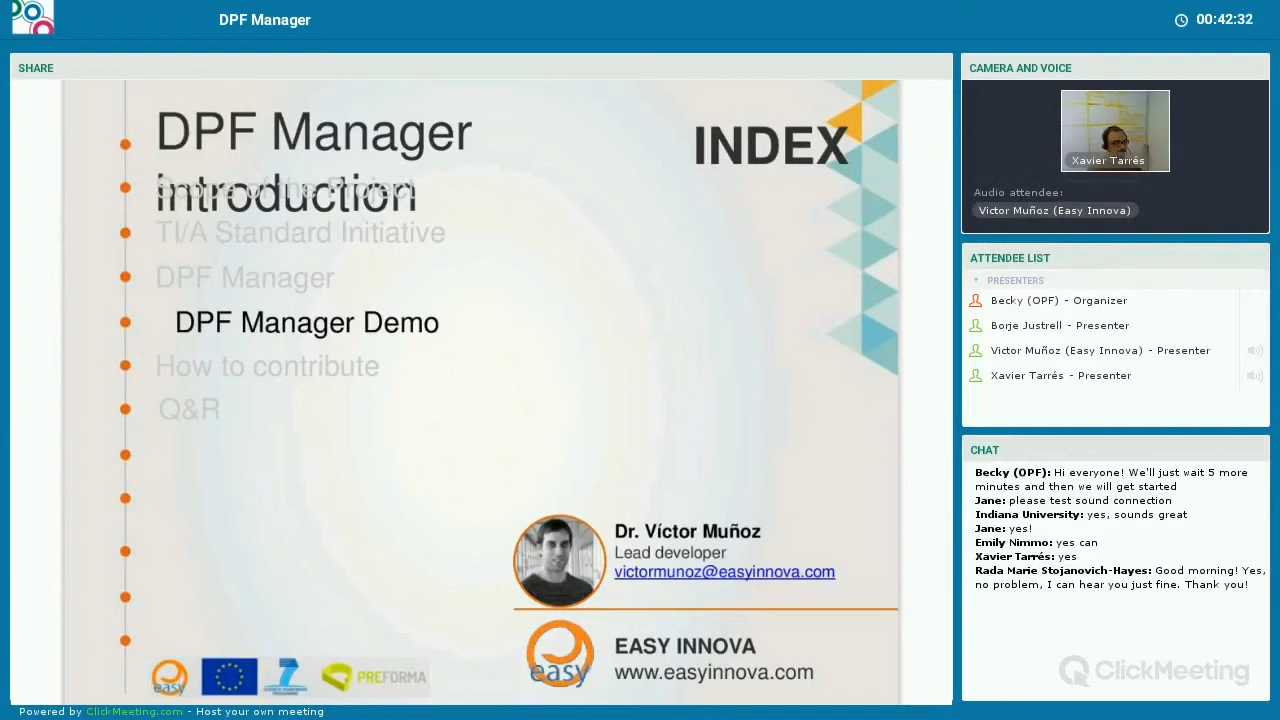 DPF Manager
00:42:32
SHARE
DPF Manager
Introduction
INDEX
Scope of the Project
TI/A Standard Initiative
DPF Manager
DPF Manager Demo
How to contribute
Q&R
Dr. Víctor Muñoz
Lead developer
victormunoz@easyinnova.com
easy
EASY INNOVA
www.easyinnova.com
easy
PREFORMA
CAMERA AND VOICE
Xavier Tarrés
Audio attendee:
Victor Muñoz (Easy Innova)
ATTENDEE LIST
PRESENTERS
Becky (OPF) - Organizer
Borje Justrell - Presenter
Victor Muñoz (Easy Innova) - Presenter
Xavier Tarrés - Presenter
CHAT
Becky (OPF): Hi everyone! We'll just wait 5 more
minutes and then we will get started
Jane: please test sound connection
Indiana University: yes, sounds great
Jane: yes!
Emily Nimmo: yes can
Xavier Tarrés: yes
Rada Marie Stojanovich-Hayes: Good morning! Yes,
no problem, I can hear you just fine. Thank you!
ClickMeeting
Powered by ClickMeeting.com - Host your own meeting